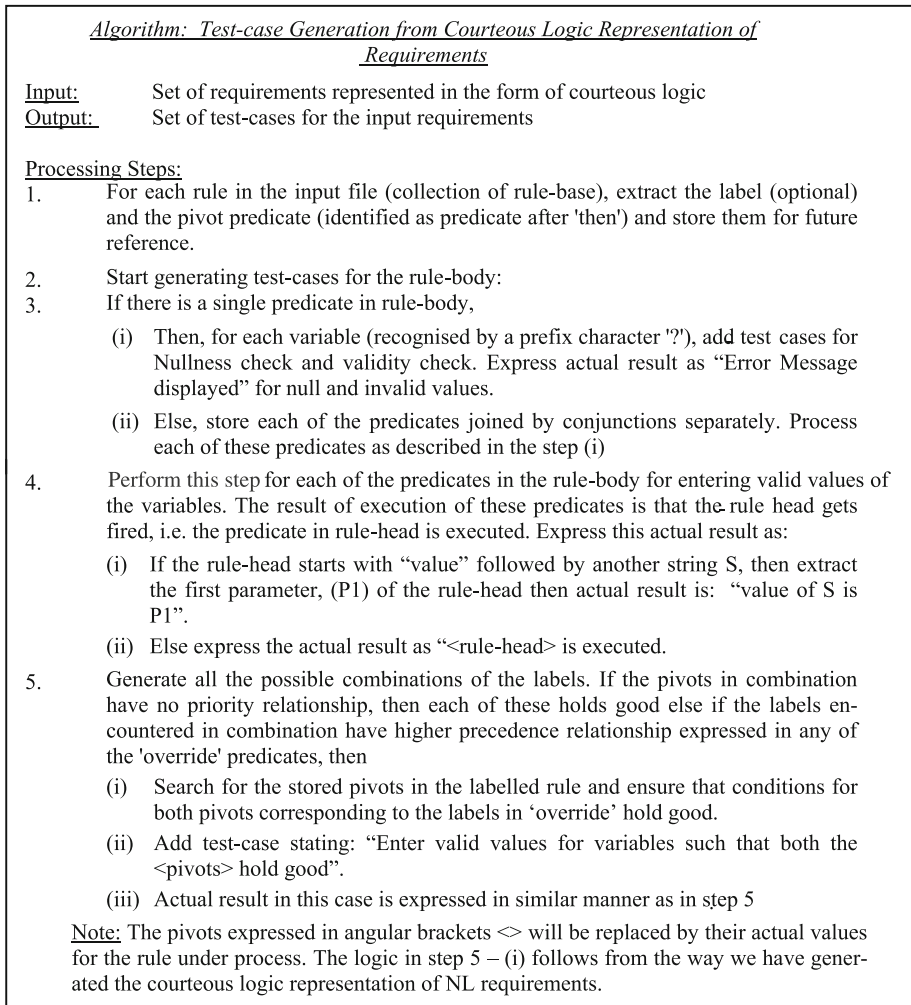 Algorithm: Test-case Generation from Courteous Logic Representation of
Requirements
Input: Set of requirements represented in the form of courteous logic
Output: Set of test-cases for the input requirements
Processing Steps:
1. For each rule in the input file (collection of rule-base), extract the label (optional)
and the pivot predicate (identified as predicate after 'then') and store them for future
reference.
2. Start generating test-cases for the rule-body:
3. If there is a single predicate in rule-body,
(i) Then, for each variable (recognised by a prefix character '?'), add test cases for
Nullness check and validity check. Express actual result as “Error Message
displayed” for null and invalid values.
(ii) Else, store each of the predicates joined by conjunctions separately. Process
each of these predicates as described in the step (i)
4. Perform this step for each of the predicates in the rule-body for entering valid values of
the variables. The result of execution of these predicates is that the rule head gets
fired, i.e. the predicate in rule-head is executed. Express this actual result as:
(i) If the rule-head starts with “value” followed by another string S, then extract
the first parameter, (P1) of the rule-head then actual result is: “value of S is
P1”.
(ii) Else express the actual result as “<rule-head> is executed.
5. Generate all the possible combinations of the labels. If the pivots in combination
have no priority relationship, then each of these holds good else if the labels en-
countered in combination have higher precedence relationship expressed in any of
the 'override' predicates, then
(i) Search for the stored pivots in the labelled rule and ensure that conditions for
both pivots corresponding to the labels in ‘override’ hold good.
(ii) Add test-case stating: “Enter valid values for variables such that both the
<pivots> hold good”.
(iii) Actual result in this case is expressed in similar manner as in step 5
Note: The pivots expressed in angular brackets <> will be replaced by their actual values
for the rule under process. The logic in step 5 – (i) follows from the way we have gener-
ated the courteous logic representation of NL requirements.